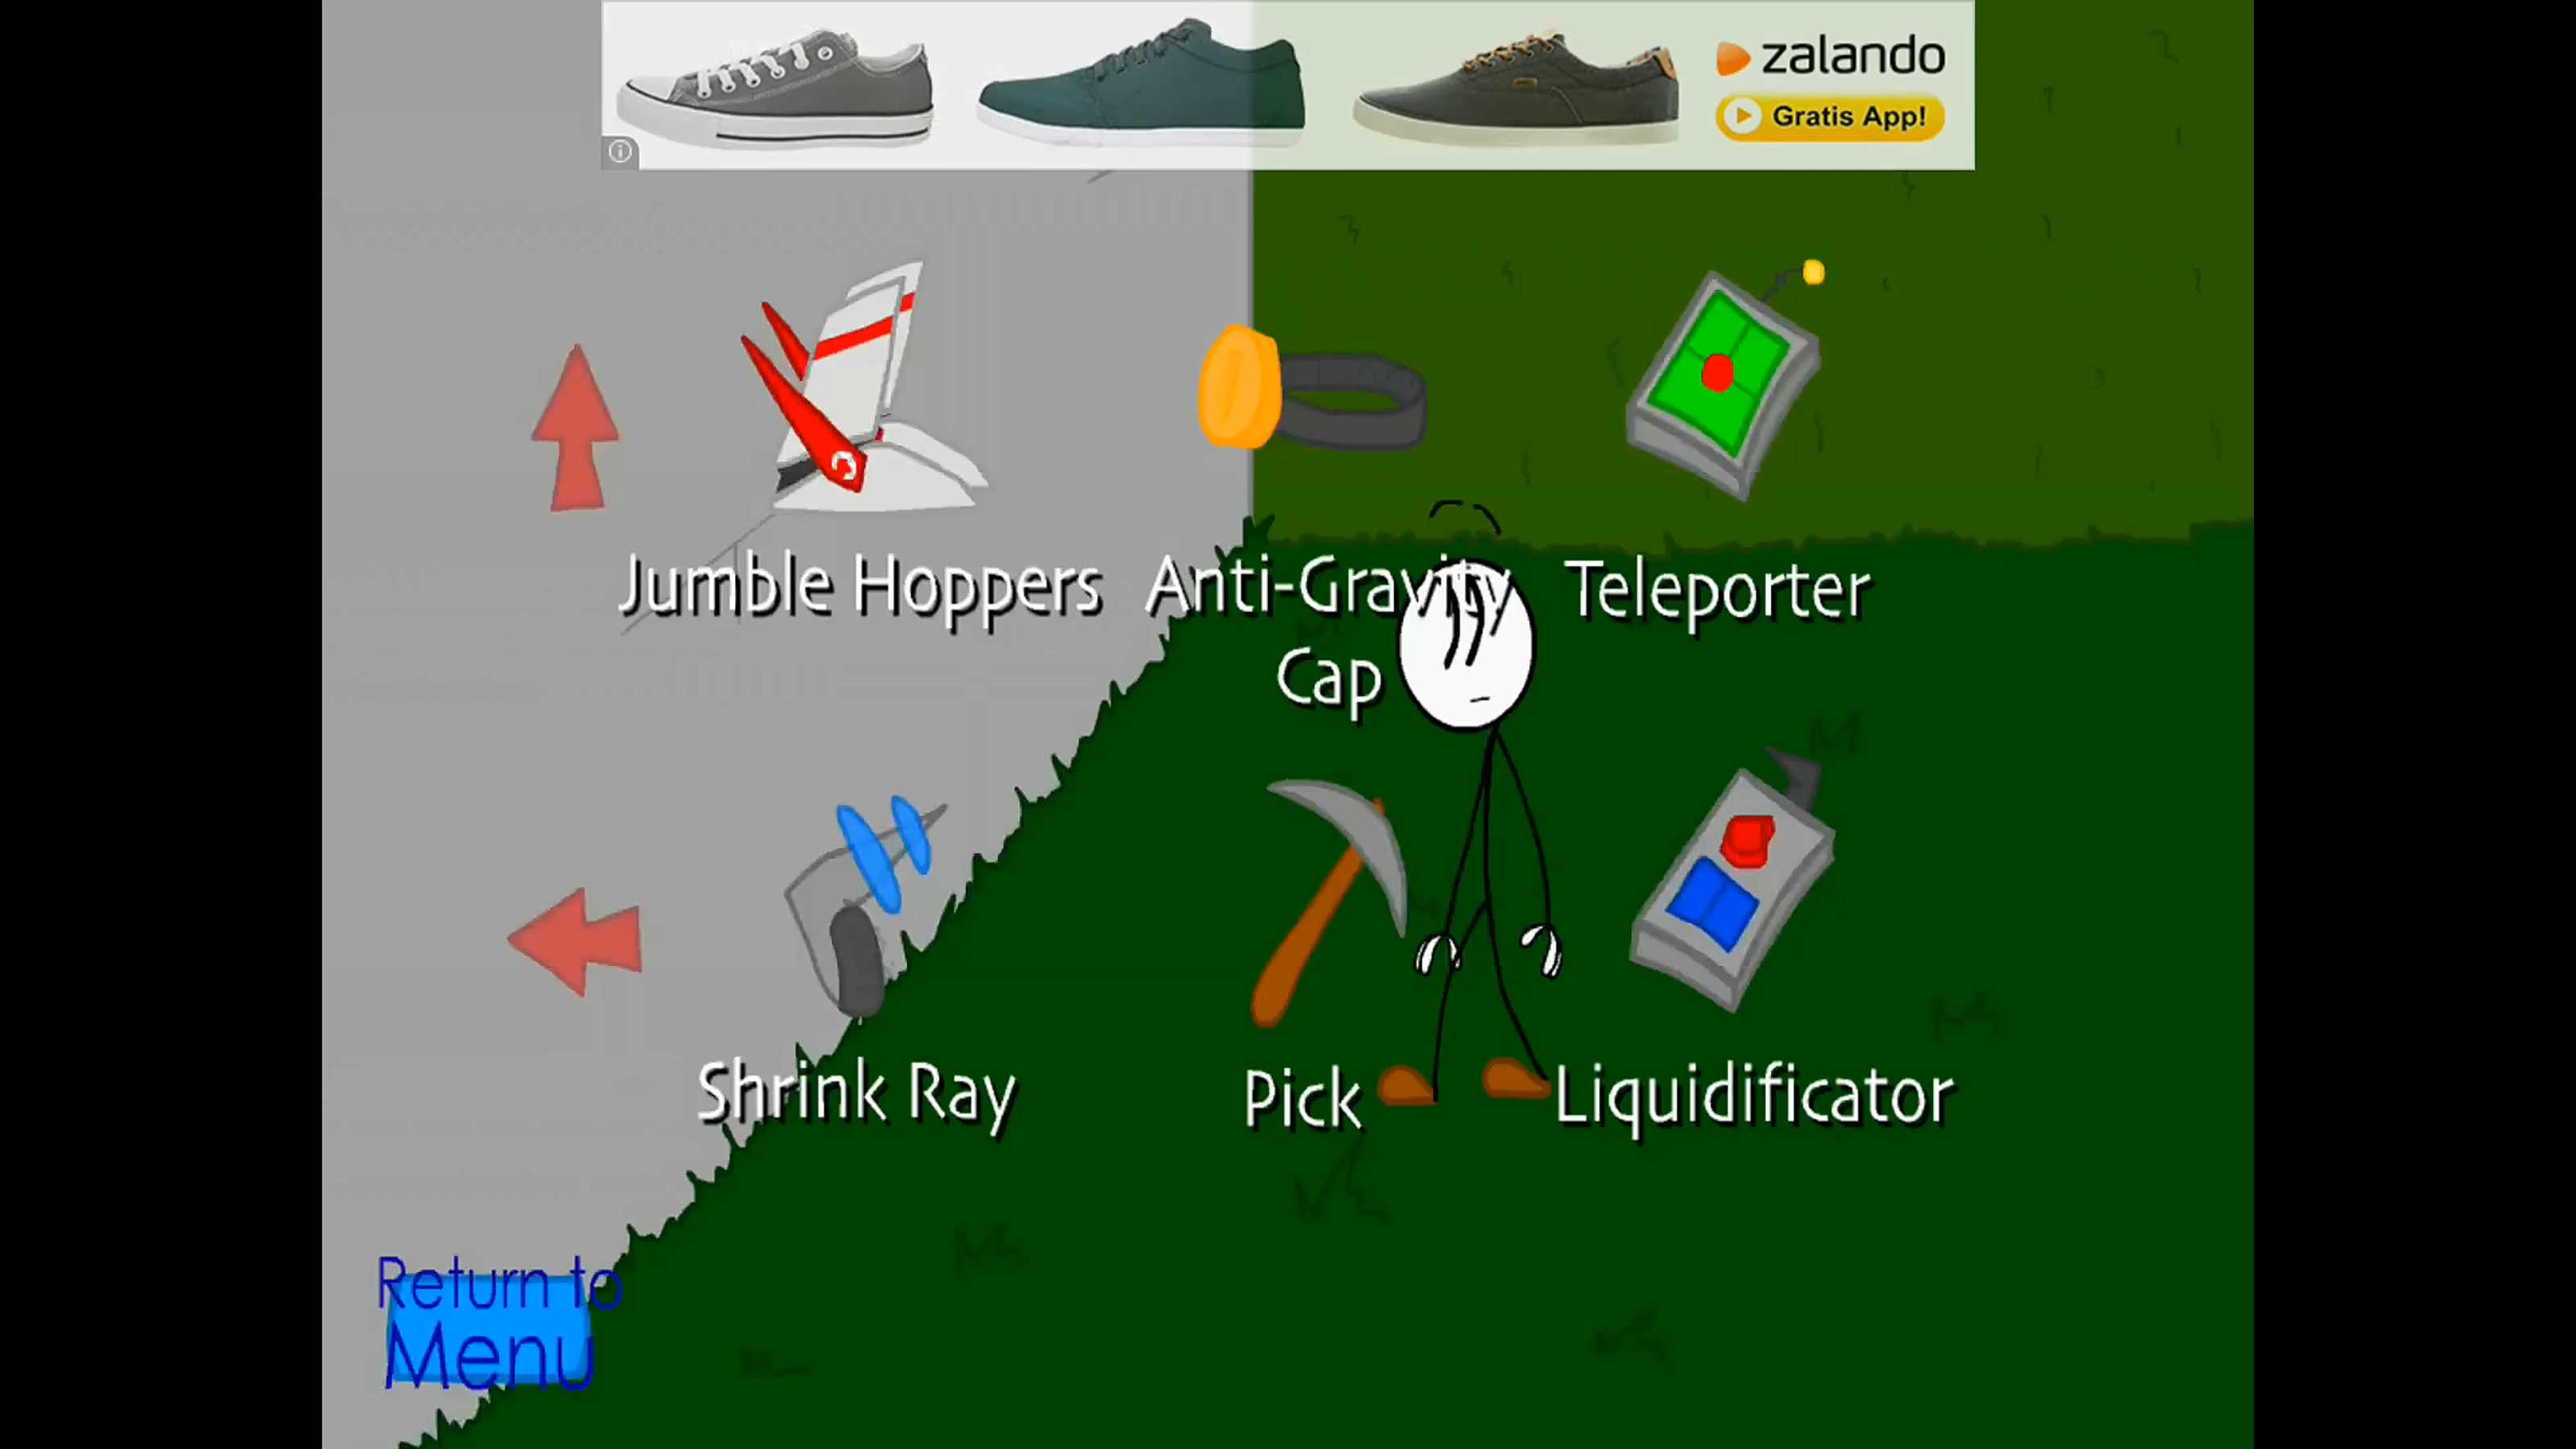 zalando
Gratis App!
Jumble Hoppers
Anti-Gravity
Cap
Teleporter
Shrink Ray
Pick
Liquidificator
Return to
Menu